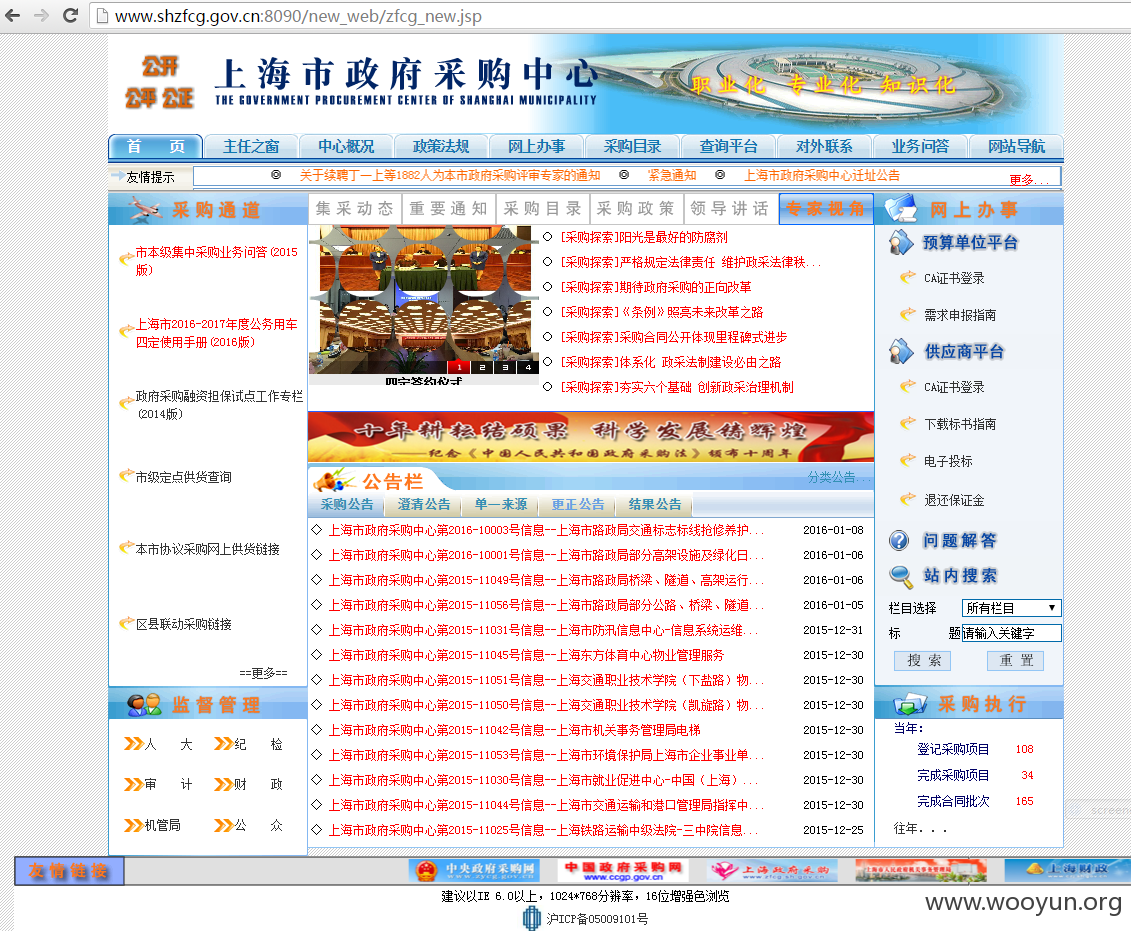 www.shzfcg.gov.cn:8090/new_web/zfcg_new.jsp
公开
公平 公正
上海市政府采购中心
THE GOVERNMENT PROCUREMENT CENTER OF SHANGHAI MUNICIPALITY
职业化 专业化 知识化
首 页 主任之窗 中心概况 政策法规 网上办事 采购目录 查询平台 对外联系 业务问答 网站导航
友情提示
◎ 关于续聘丁一上等1882人为本市政府采购评审专家的通知 ◎ 紧急通知 ◎ 上海市政府采购中心迁址公告
更多...
采购通道
市本级集中采购业务问答(2015版)
上海市2016-2017年度公务用车四定使用手册(2016版)
政府采购融资担保试点工作专栏(2014版)
市级定点供货查询
本市协议采购网上供货链接
区县联动采购链接
==更多==
监督管理
人 大 纪 检
审 计 财 政
机管局 公 众
集采动态 重要通知 采购目录 采购政策 领导讲话 专家视角
1 2 3 4
四定签约仪式
[采购探索]阳光是最好的防腐剂
[采购探索]严格规定法律责任 维护政采法律秩...
[采购探索]期待政府采购的正向改革
[采购探索]《条例》照亮未来改革之路
[采购探索]采购合同公开体现里程碑式进步
[采购探索]体系化 政采法制建设必由之路
[采购探索]夯实六个基础 创新政采治理机制
十年耕耘结硕果 科学发展铸辉煌
——纪念《中国人民共和国政府采购法》颁布十周年
公告栏
分类公告...
采购公告 澄清公告 单一来源 更正公告 结果公告
上海市政府采购中心第2016-10003号信息--上海市路政局交通标志标线抢修养护... 2016-01-08
上海市政府采购中心第2016-10001号信息--上海市路政局部分高架设施及绿化日... 2016-01-06
上海市政府采购中心第2015-11049号信息--上海市路政局桥梁、隧道、高架运行... 2016-01-06
上海市政府采购中心第2015-11056号信息--上海市路政局部分公路、桥梁、隧道... 2016-01-05
上海市政府采购中心第2015-11031号信息--上海市防汛信息中心-信息系统运维... 2015-12-31
上海市政府采购中心第2015-11045号信息--上海东方体育中心物业管理服务 2015-12-30
上海市政府采购中心第2015-11051号信息--上海交通职业技术学院（下盐路）物... 2015-12-30
上海市政府采购中心第2015-11050号信息--上海交通职业技术学院（凯旋路）物... 2015-12-30
上海市政府采购中心第2015-11042号信息--上海市机关事务管理局电梯 2015-12-30
上海市政府采购中心第2015-11053号信息--上海市环境保护局上海市企业事业单... 2015-12-30
上海市政府采购中心第2015-11030号信息--上海市就业促进中心-中国（上海）... 2015-12-30
上海市政府采购中心第2015-11044号信息--上海市交通运输和港口管理局指挥中... 2015-12-30
上海市政府采购中心第2015-11025号信息--上海铁路运输中级法院-三中院信息... 2015-12-25
网上办事
预算单位平台
CA证书登录
需求申报指南
供应商平台
CA证书登录
下载标书指南
电子投标
退还保证金
问题解答
站内搜索
栏目选择 所有栏目
标 题 请输入关键字
搜 索 重 置
采购执行
当年:
登记采购项目 108
完成采购项目 34
完成合同批次 165
往年...
screen
友情链接
中央政府采购网
www.zycg.gov.cn
中国政府采购网
www.ccgp.gov.cn
上海政府采购
www.zfcg.sh.gov.cn
上海市人民政府机关事务管理局
上海财政
建议以IE 6.0以上，1024*768分辨率，16位增强色浏览
沪ICP备05009101号
www.wooyun.org